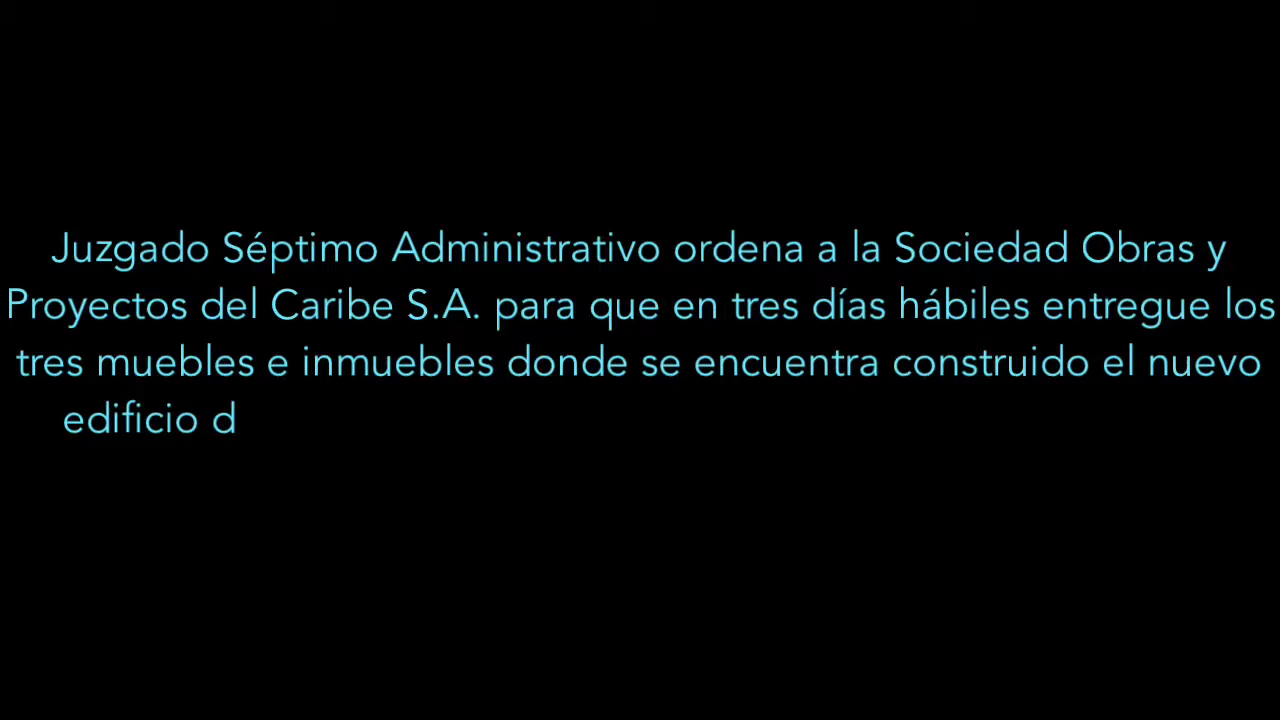 Juzgado Séptimo Administrativo ordena a la Sociedad Obras y
Proyectos del Caribe S.A. para que en tres días hábiles entregue los
tres muebles e inmuebles donde se encuentra construido el nuevo
edificio d